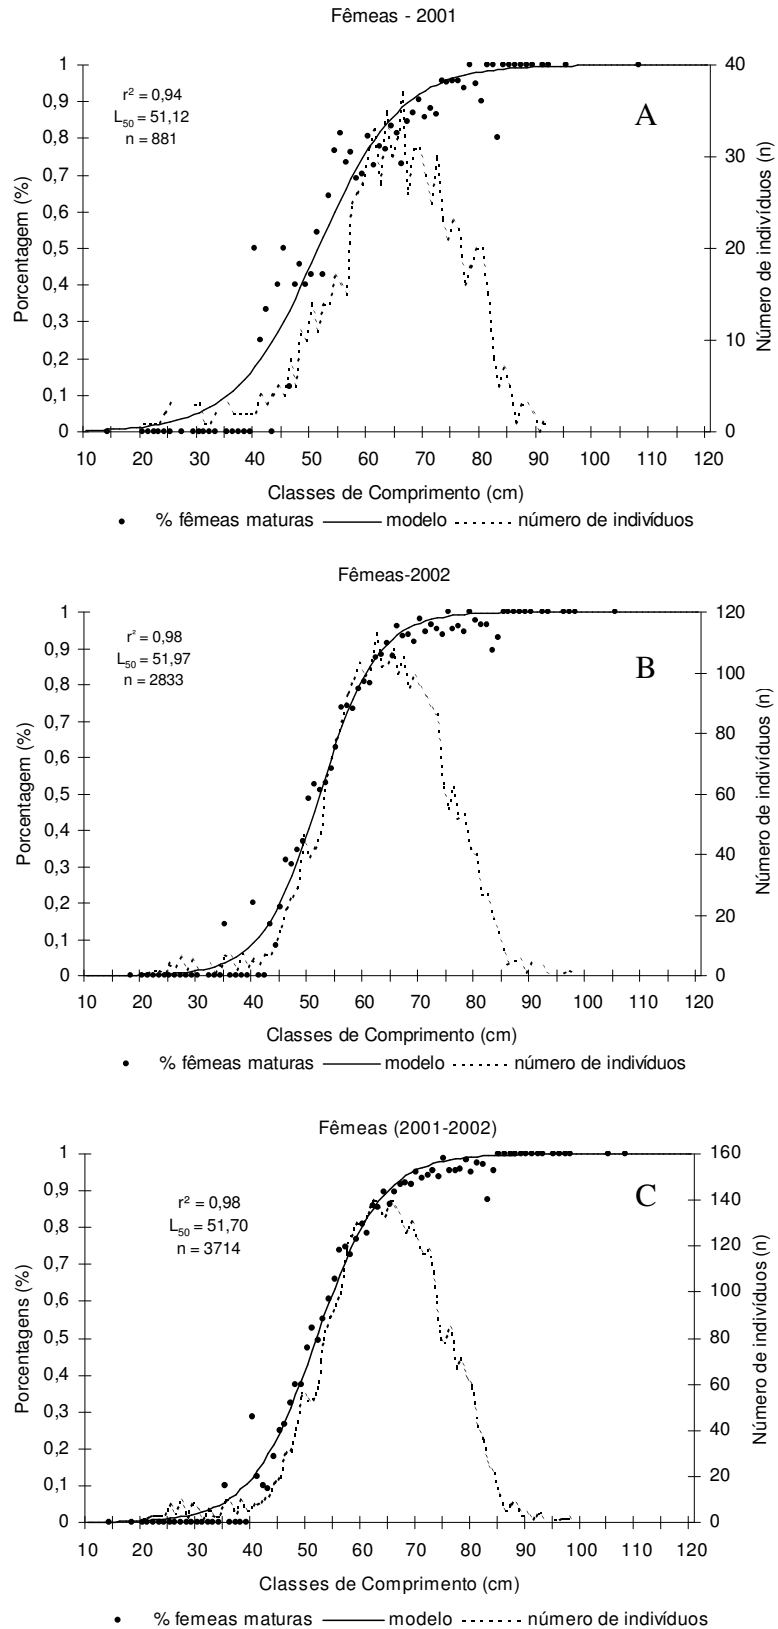 Fêmeas - 2001
1
0,9
0,8
0,7
0,6
0,5
0,4
0,3
0,2
0,1
0
Porcentagem (%)
r² = 0,94
L₅₀ = 51,12
n = 881
A
40
30
20
10
0
Número de indivíduos (n)
10 20 30 40 50 60 70 80 90 100 110 120
Classes de Comprimento (cm)
% fêmeas maturas modelo número de indivíduos
Fêmeas-2002
1
0,9
0,8
0,7
0,6
0,5
0,4
0,3
0,2
0,1
0
Porcentagem (%)
r² = 0,98
L₅₀ = 51,97
n = 2833
B
120
100
80
60
40
20
0
Número de indivíduos (n)
10 20 30 40 50 60 70 80 90 100 110 120
Classes de Comprimento (cm)
% fêmeas maturas modelo número de indivíduos
Fêmeas (2001-2002)
1
0,9
0,8
0,7
0,6
0,5
0,4
0,3
0,2
0,1
0
Porcentagens (%)
r² = 0,98
L₅₀ = 51,70
n = 3714
C
160
140
120
100
80
60
40
20
0
Número de indivíduos (n)
10 20 30 40 50 60 70 80 90 100 110 120
Classes de Comprimento (cm)
% femeas maturas modelo número de indivíduos